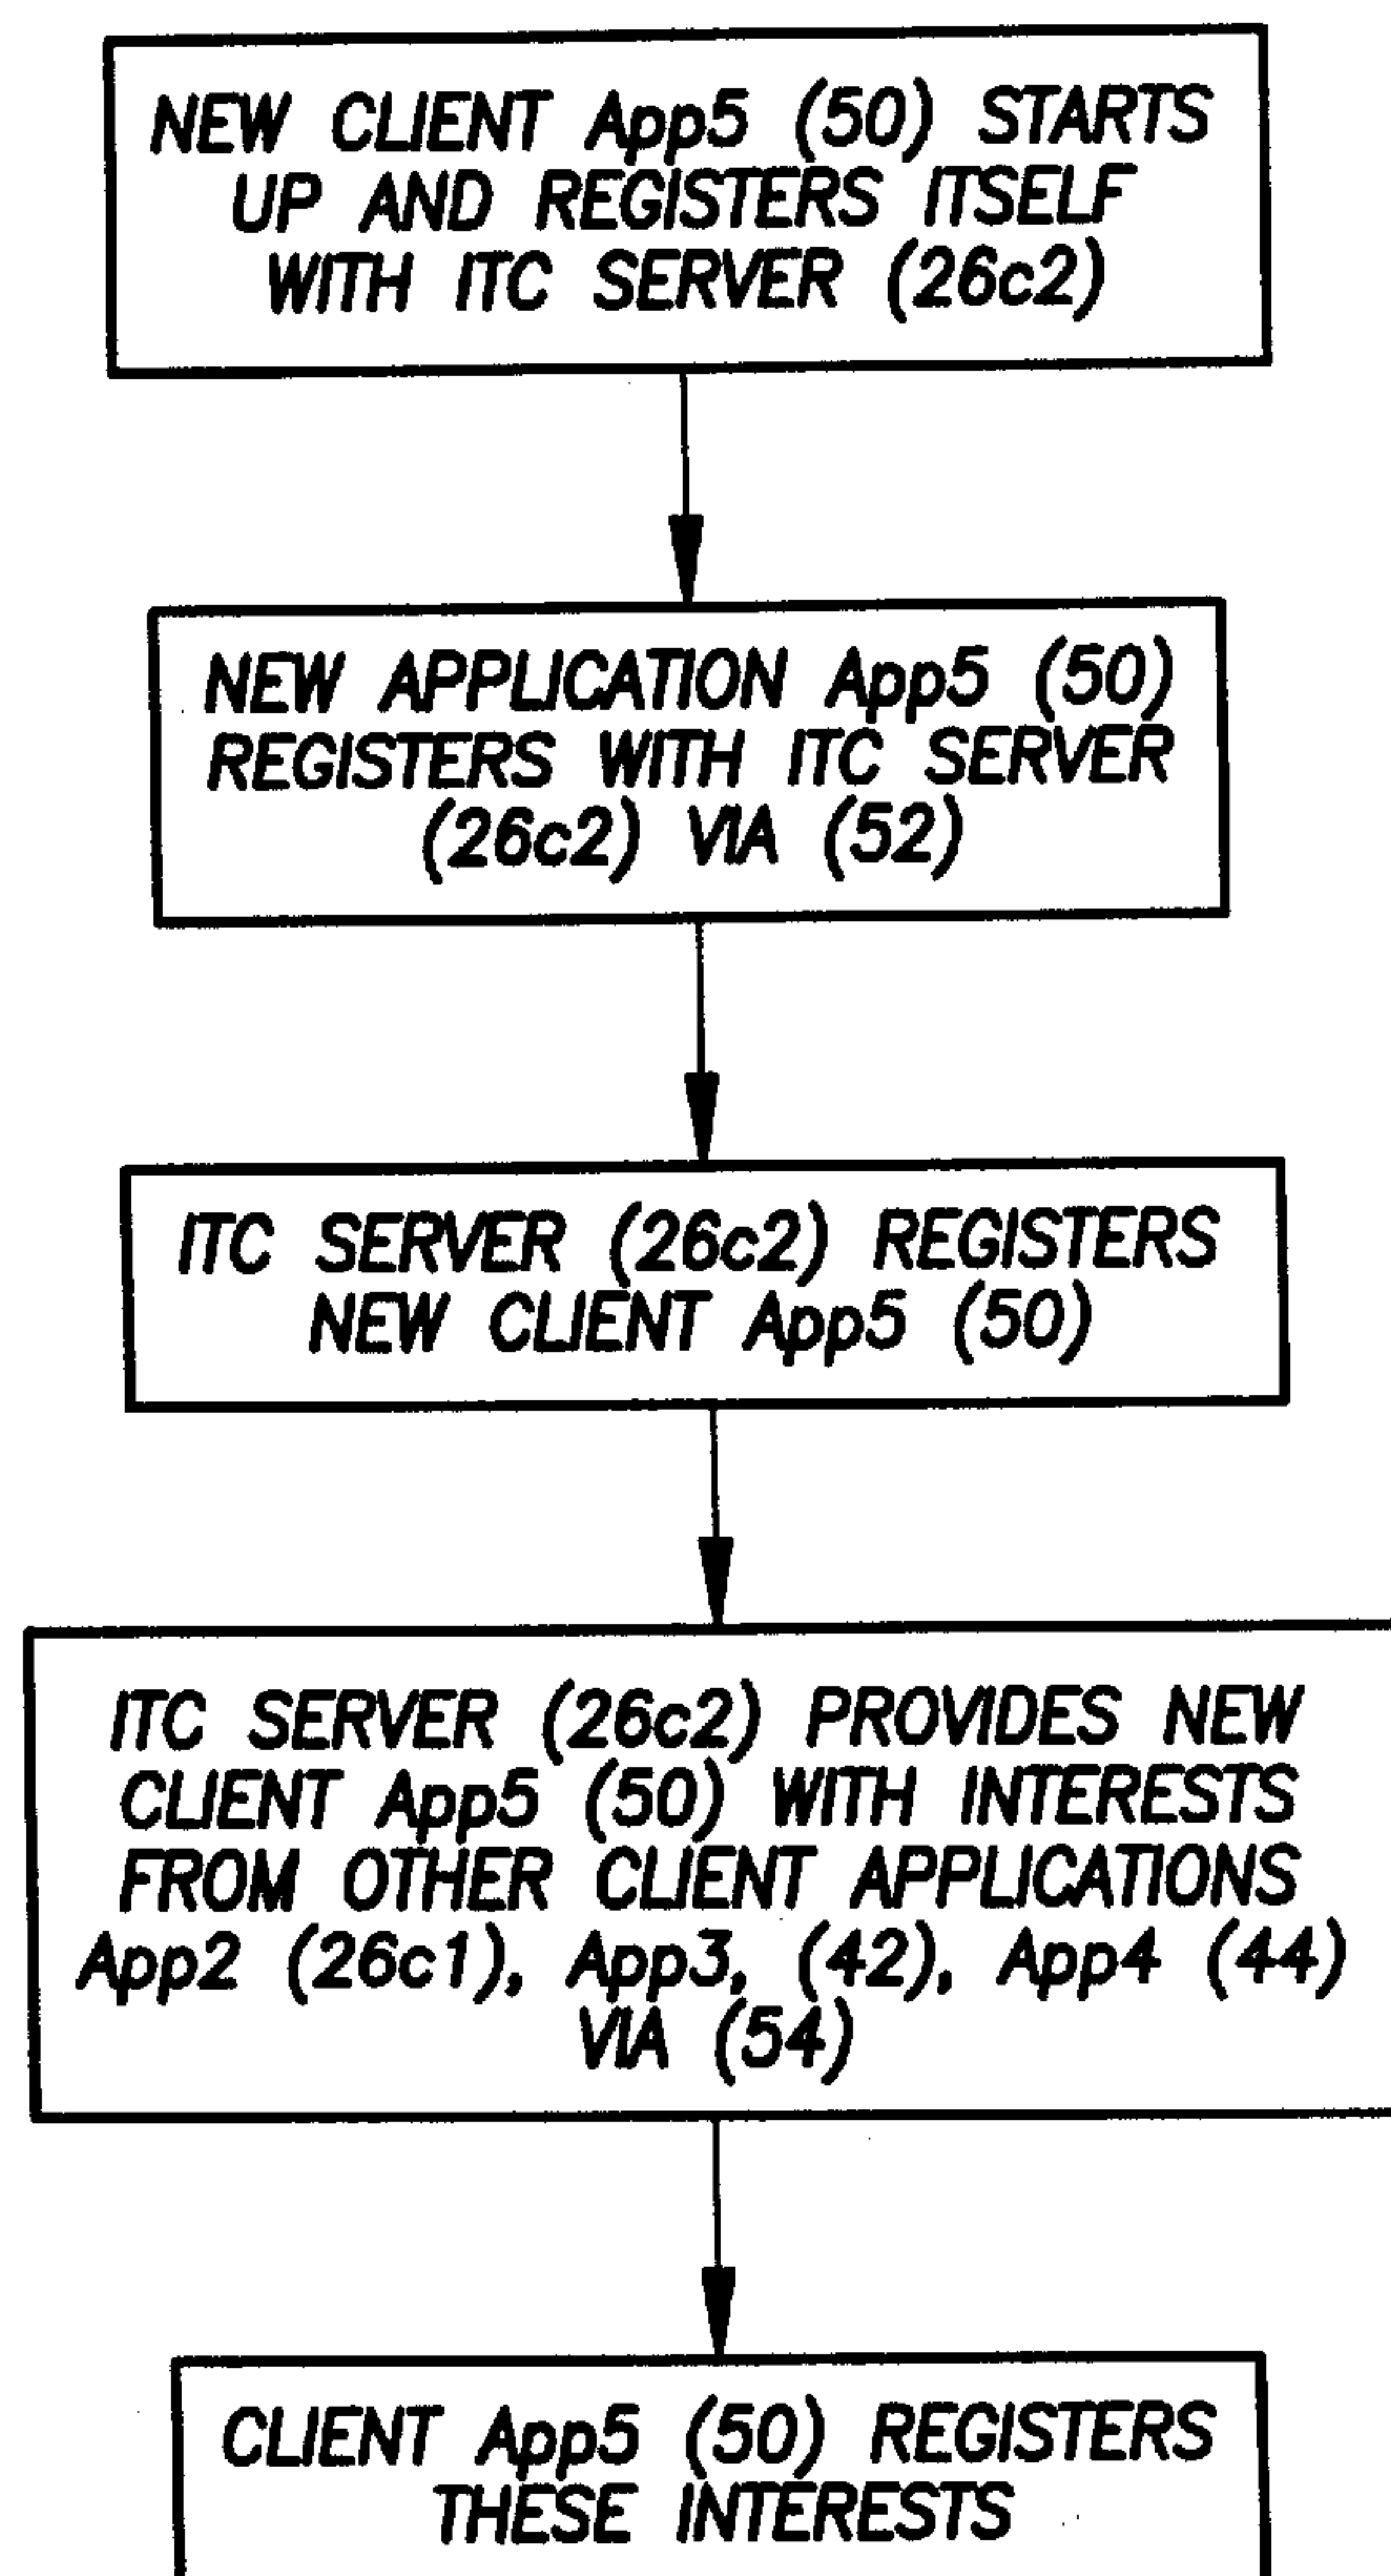 NEW CLIENT App5 (50) STARTS
UP AND REGISTERS ITSELF
WITH ITC SERVER (26c2)
NEW APPLICATION App5 (50)
REGISTERS WITH ITC SERVER
(26c2) VIA (52)
ITC SERVER (26c2) REGISTERS
NEW CLIENT App5 (50)
ITC SERVER (26c2) PROVIDES NEW
CLIENT App5 (50) WITH INTERESTS
FROM OTHER CLIENT APPLICATIONS
App2 (26c1), App3, (42), App4 (44)
VIA (54)
CLIENT App5 (50) REGISTERS
THESE INTERESTS